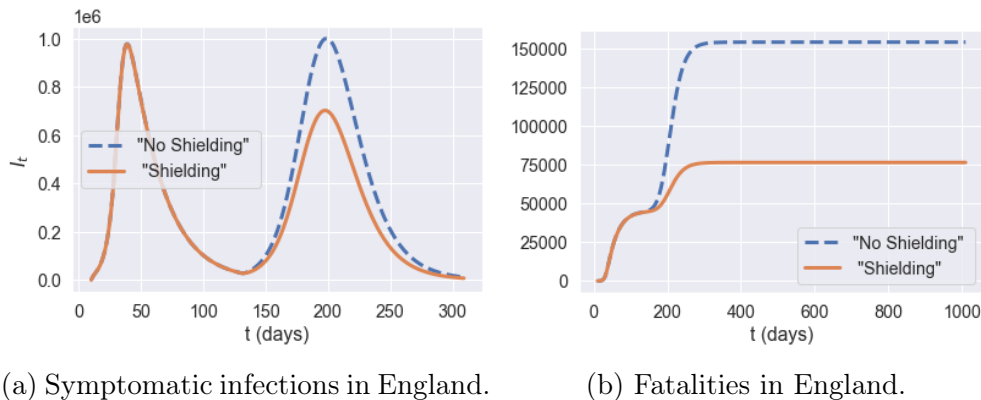 1e6
1.0
0.8
0.6
0.4
0.2
0.0
I_t
"No Shielding"
"Shielding"
0 50 100 150 200 250 300
t (days)
150000
125000
100000
75000
50000
25000
0
"No Shielding"
"Shielding"
0 200 400 600 800 1000
t (days)
(a) Symptomatic infections in England.
(b) Fatalities in England.